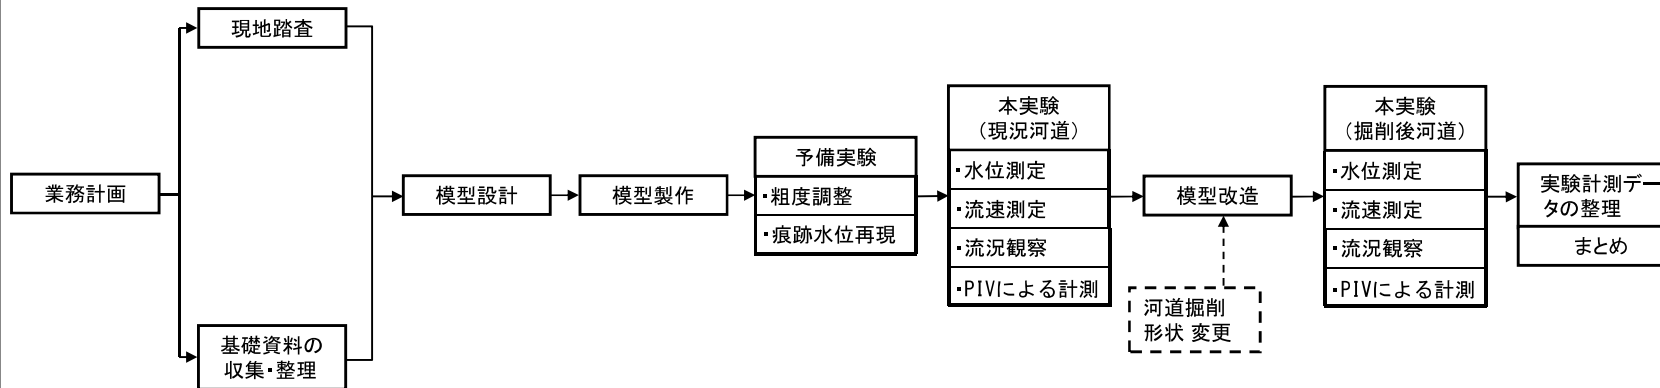 業務計画
現地踏査
基礎資料の
収集・整理
模型設計
模型製作
予備実験
・粗度調整
・痕跡水位再現
本実験
（現況河道）
・水位測定
・流速測定
・流況観察
・PIVによる計測
模型改造
河道掘削
形状 変更
本実験
（掘削後河道）
・水位測定
・流速測定
・流況観察
・PIVによる計測
実験計測デー
タの整理
まとめ